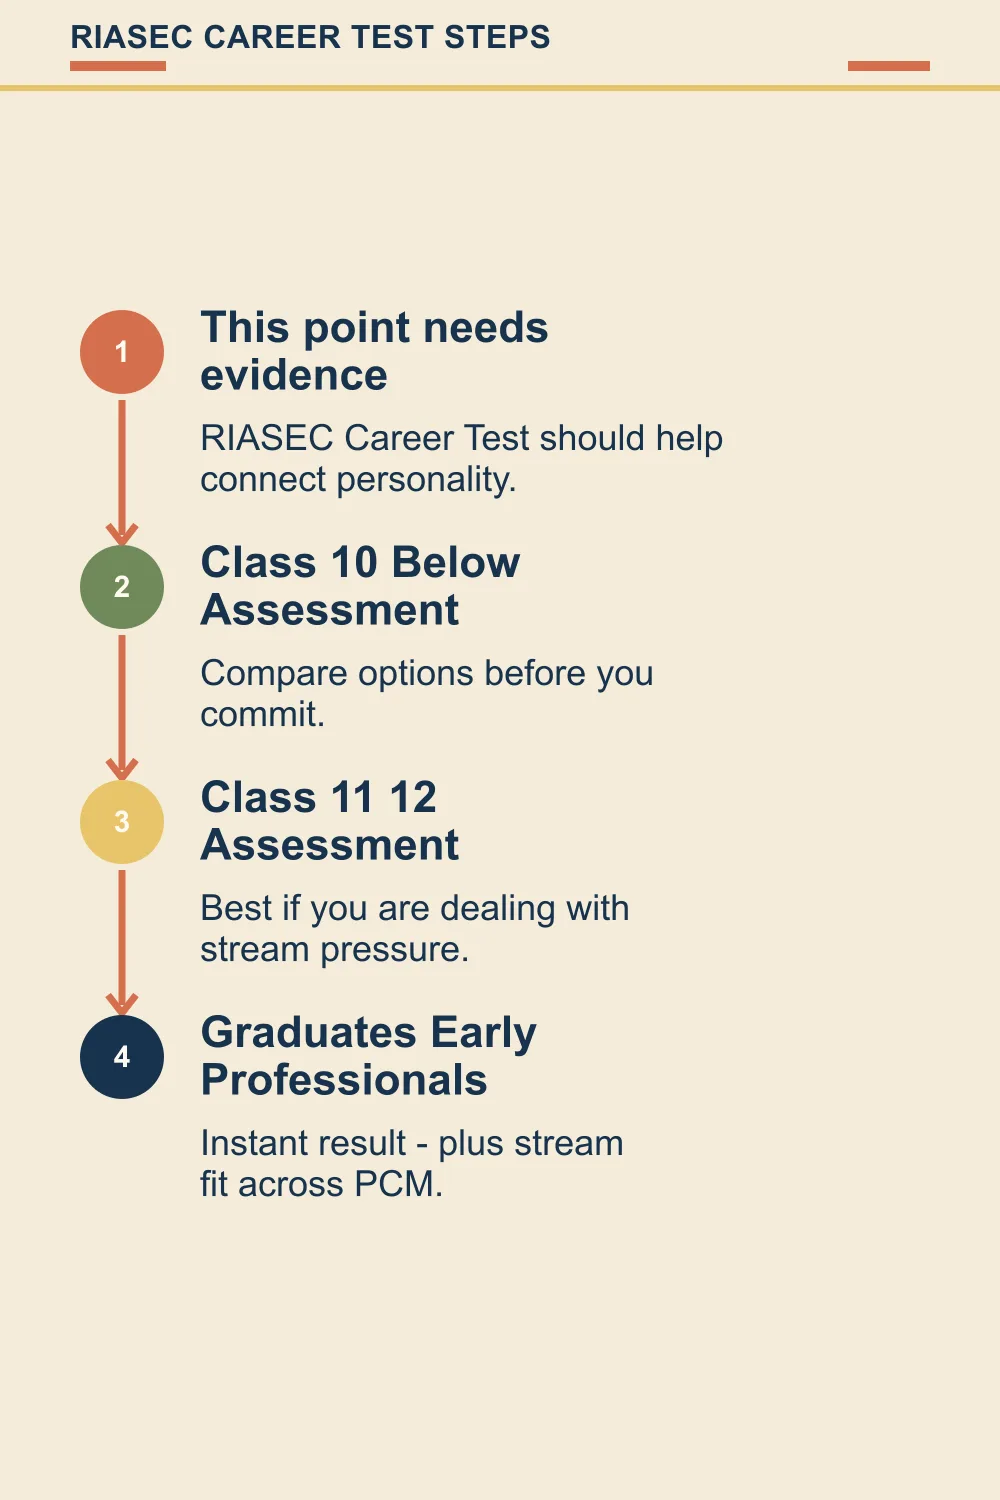 RIASEC CAREER TEST STEPS
1
This point needs
evidence
RIASEC Career Test should help
connect personality.
2
Class 10 Below
Assessment
Compare options before you
commit.
3
Class 11 12
Assessment
Best if you are dealing with
stream pressure.
4
Graduates Early
Professionals
Instant result - plus stream
fit across PCM.